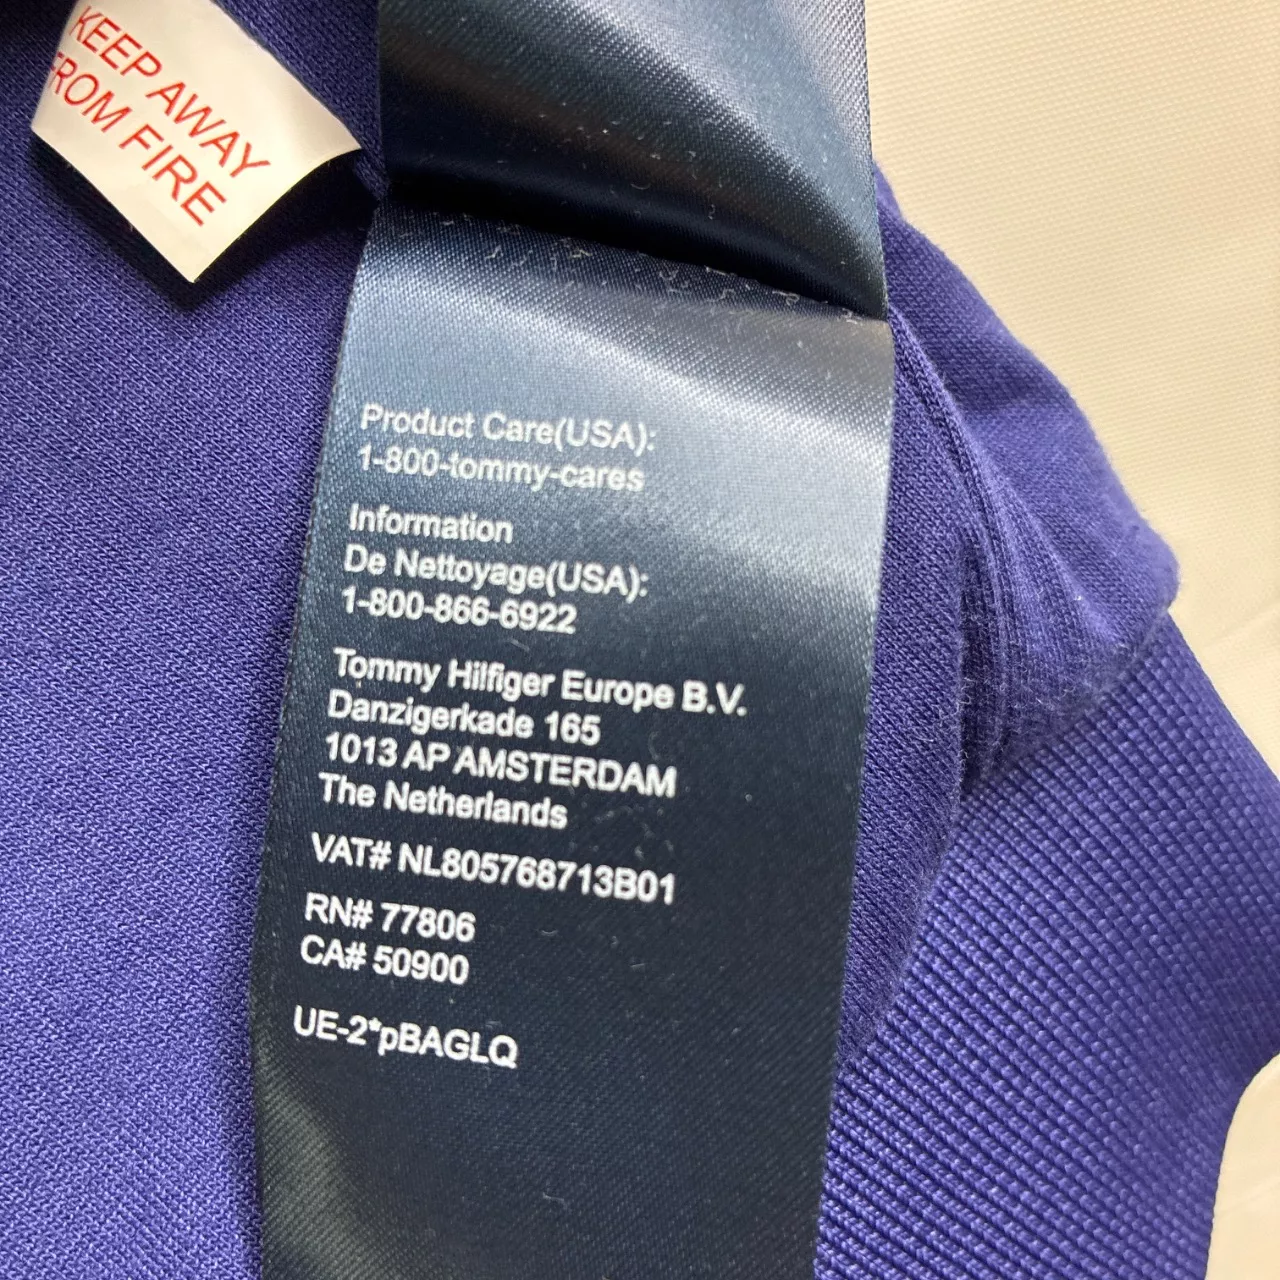 KEEP AWAY
FROM FIRE
Product Care(USA):
1-800-tommy-cares
Information
De Nettoyage(USA):
1-800-866-6922
Tommy Hilfiger Europe B.V.
Danzigerkade 165
1013 AP AMSTERDAM
The Netherlands
VAT# NL805768713B01
RN# 77806
CA# 50900
UE-2*pBAGLQ